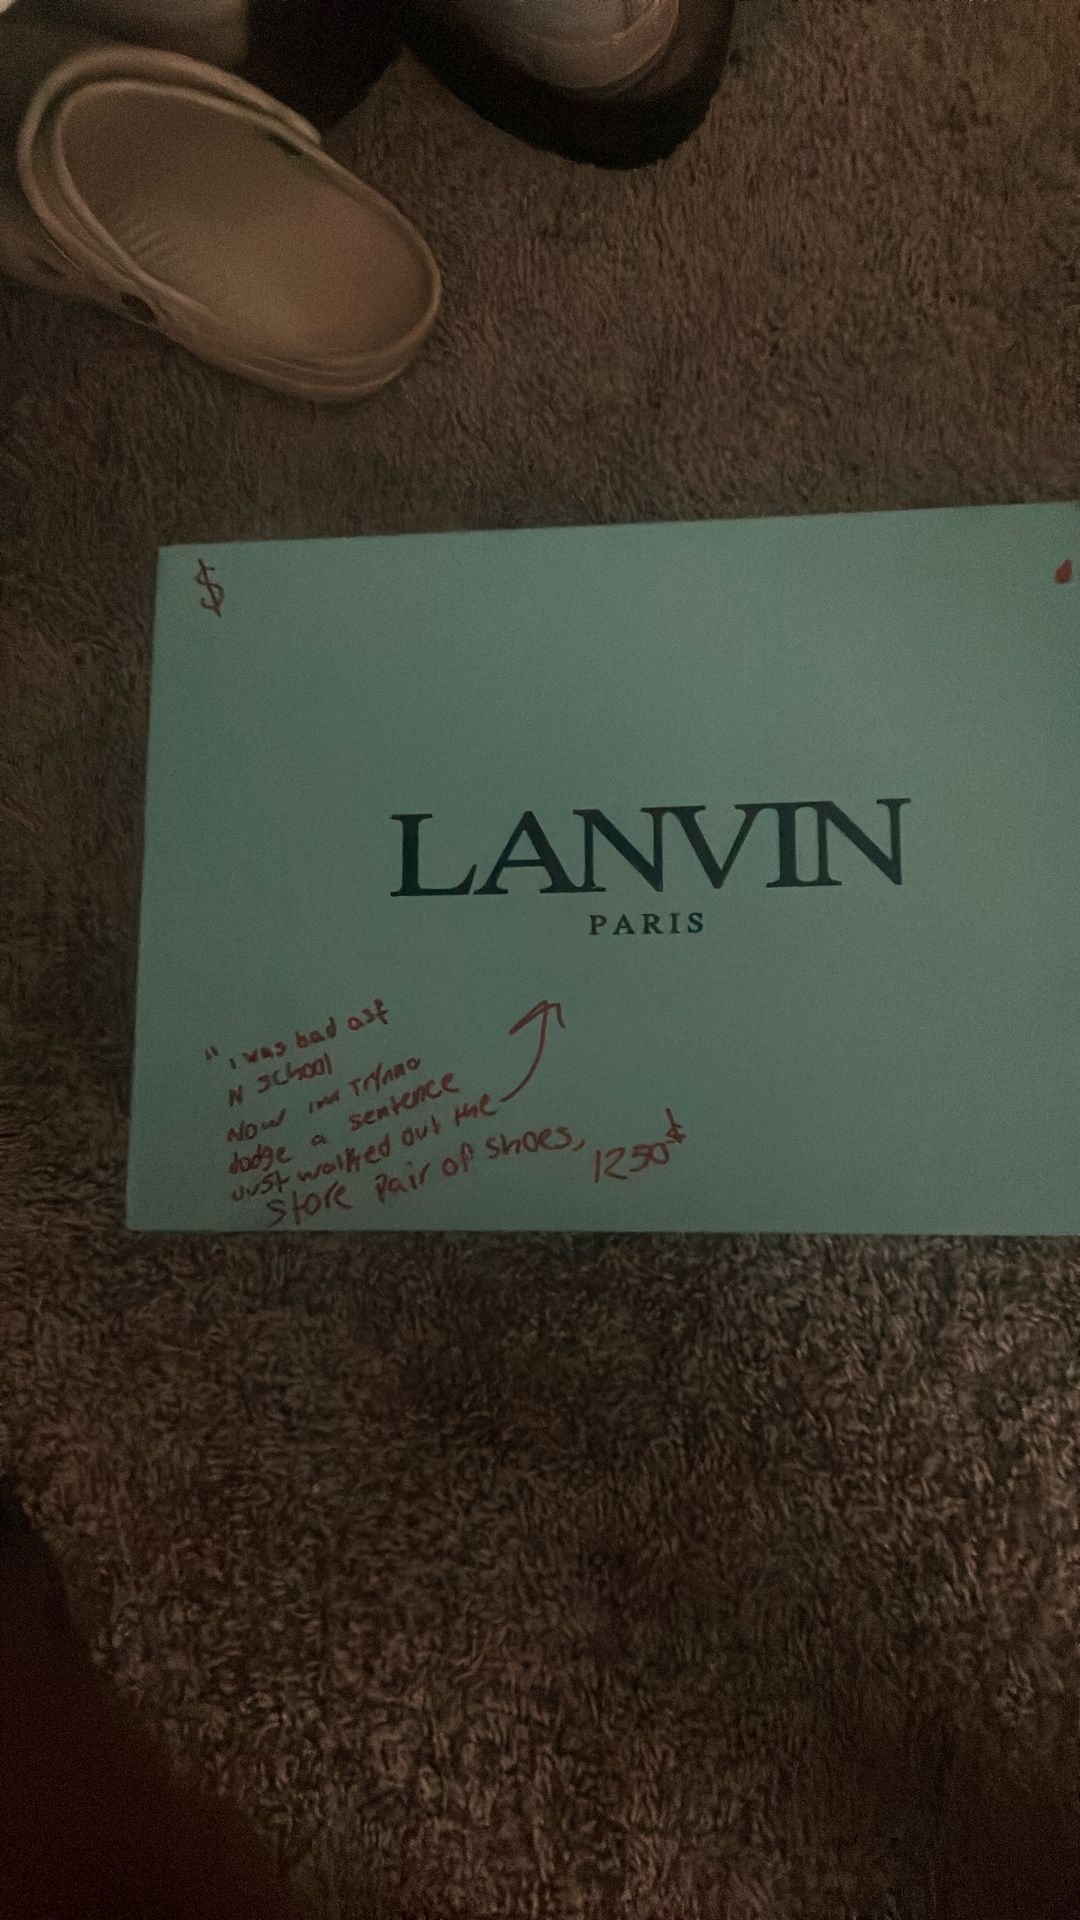 $
LANVIN
PARIS
" i was bad asf
N school
Now ima Trynna
dodge a sentence
Just walked out the
store pair of shoes, 1250$